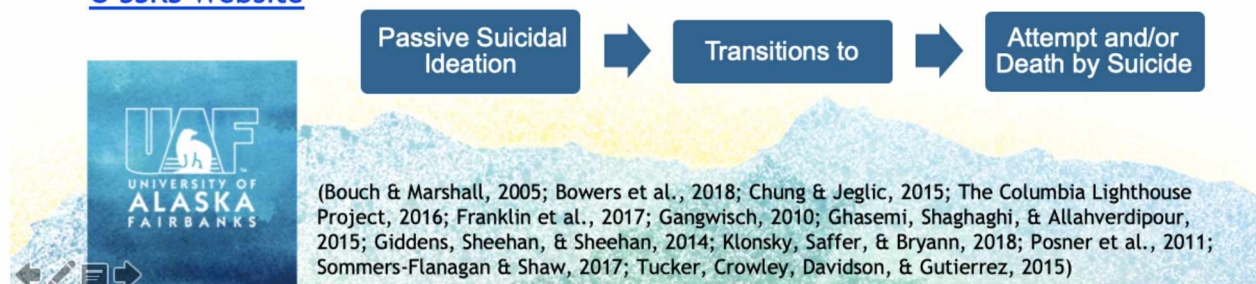 C-SSRS Website
Passive Suicidal
Ideation
Transitions to
Attempt and/or
Death by Suicide
UAF
UNIVERSITY OF
ALASKA
FAIRBANKS
(Bouch & Marshall, 2005; Bowers et al., 2018; Chung & Jeglic, 2015; The Columbia Lighthouse
Project, 2016; Franklin et al., 2017; Gangwisch, 2010; Ghasemi, Shaghaghi, & Allahverdipour,
2015; Giddens, Sheehan, & Sheehan, 2014; Klonsky, Saffer, & Bryann, 2018; Posner et al., 2011;
Sommers-Flanagan & Shaw, 2017; Tucker, Crowley, Davidson, & Gutierrez, 2015)